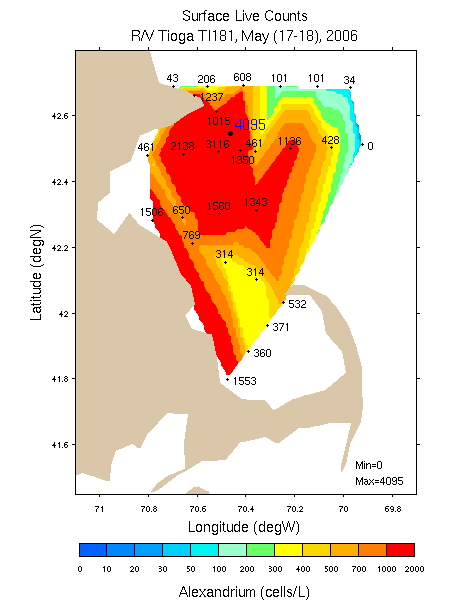 Surface Live Counts
R/V Tioga TI181, May (17-18), 2006
43 206 608 101 101 34
1237
42.6
1015 4095
461 2136 3116 461 1136 428 0
1350
42.4
1506 650 1560 1343
769
42.2
314
314
532
42
371
360
41.8
1553
41.6
Min=0
Max=4095
Latitude (degN)
71 70.8 70.6 70.4 70.2 70 69.8
Longitude (degW)
0 10 30 50 100 200 300 400 500 700 1000 2000
Alexandrium (cells/L)